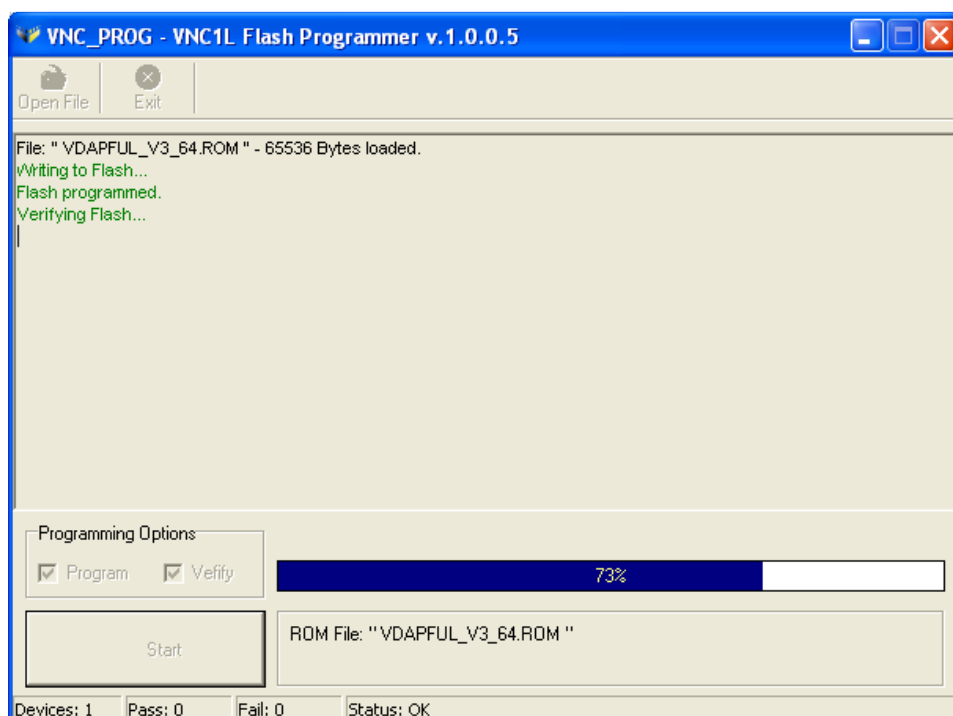 VNC_PROG - VNC1L Flash Programmer v.1.0.0.5
Open File
Exit
File: " VDAPFUL_V3_64.ROM " - 65536 Bytes loaded.
Writing to Flash...
Flash programmed.
Verifying Flash...
Programming Options
Program
Vefify
73%
Start
ROM File: " VDAPFUL_V3_64.ROM "
Devices: 1
Pass: 0
Fail: 0
Status: OK